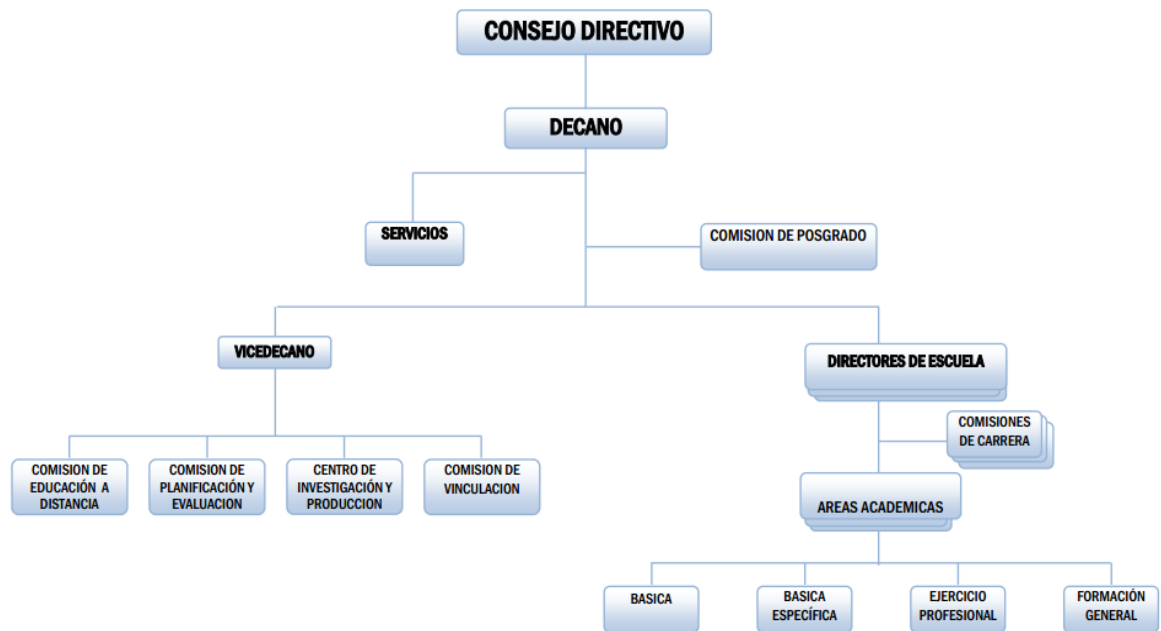 CONSEJO DIRECTIVO
DECANO
SERVICIOS
COMISION DE POSGRADO
VICEDECANO
DIRECTORES DE ESCUELA
COMISIONES
DE CARRERA
COMISION DE
EDUCACIÓN A
DISTANCIA
COMISION DE
PLANIFICACIÓN Y
EVALUACION
CENTRO DE
INVESTIGACIÓN Y
PRODUCCION
COMISION DE
VINCULACION
AREAS ACADEMICAS
BASICA
BASICA
ESPECÍFICA
EJERCICIO
PROFESIONAL
FORMACIÓN
GENERAL